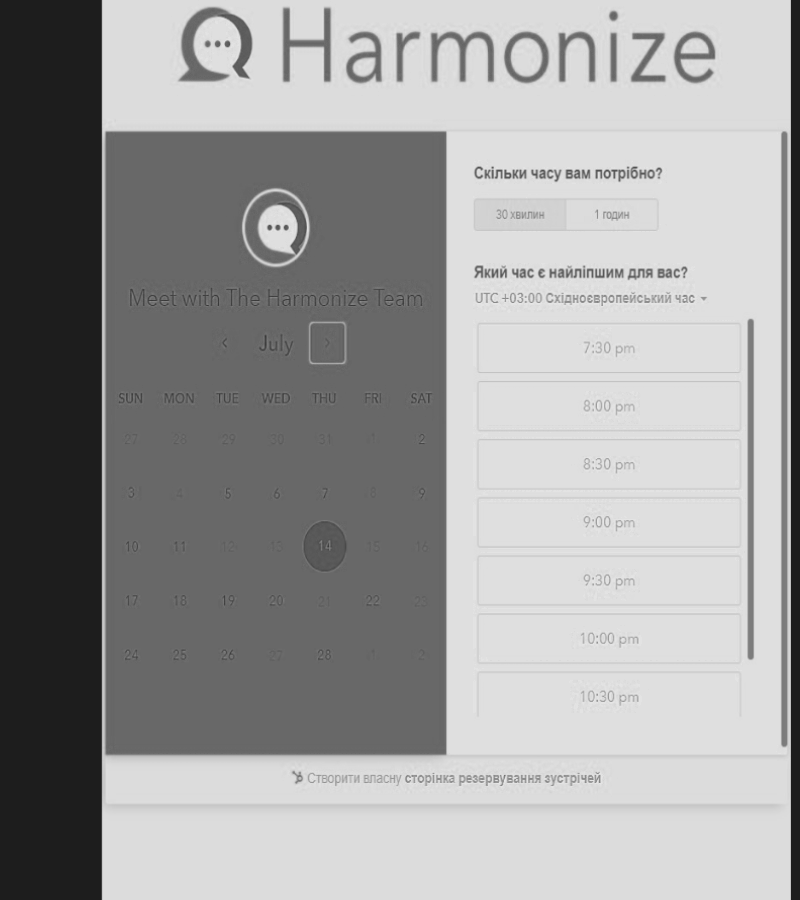 Harmonize
Meet with The Harmonize Team
July
SUN MON TUE WED THU FRI SAT
27 28 29 30 31 1 2
3 4 5 6 7 8 9
10 11 12 13 14 15 16
17 18 19 20 21 22 23
24 25 26 27 28 1 2
Скільки часу вам потрібно?
30 хвилин 1 годин
Який час є найліпшим для вас?
UTC +03:00 Східноєвропейський час
7:30 pm
8:00 pm
8:30 pm
9:00 pm
9:30 pm
10:00 pm
10:30 pm
Створити власну сторінка резервування зустрічей